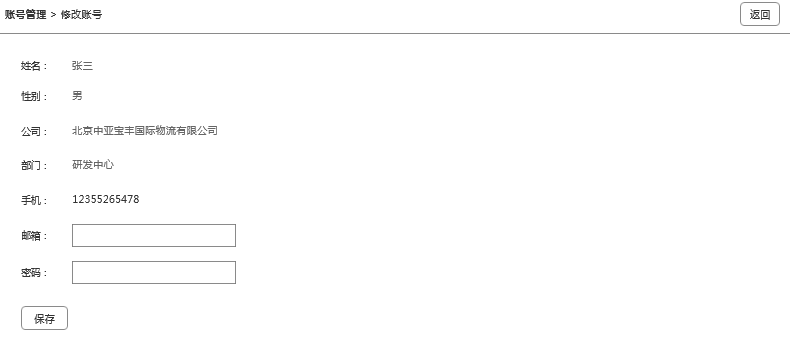 账号管理 > 修改账号
返回
姓名： 张三
性别： 男
公司： 北京中亚宝丰国际物流有限公司
部门： 研发中心
手机： 12355265478
邮箱：
密码：
保存